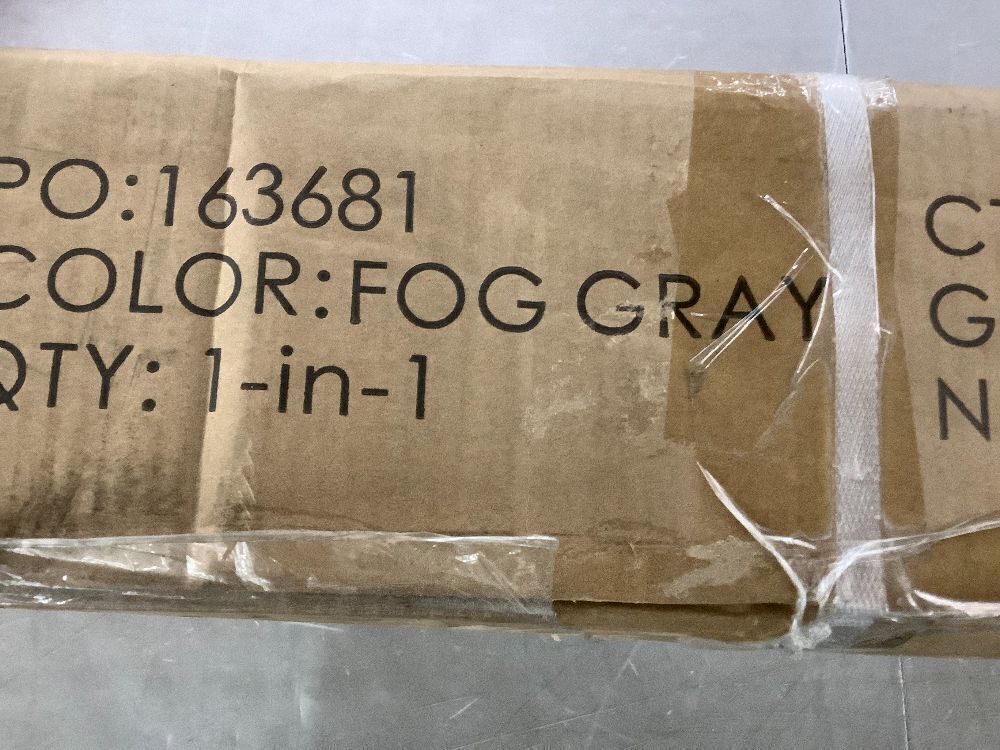 PO:163681
COLOR:FOG GRAY
QTY: 1-in-1
C
G
N